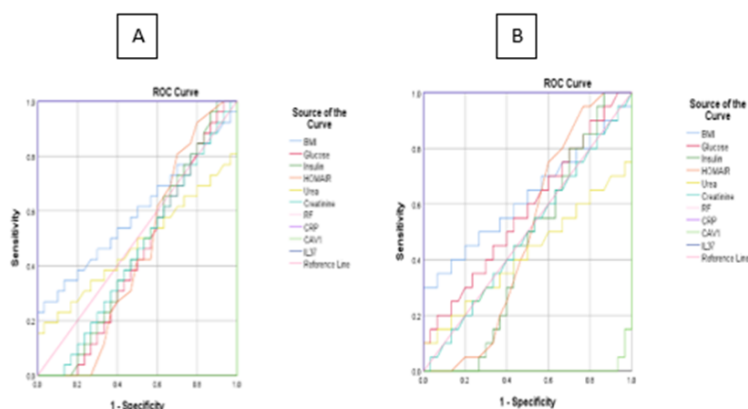 A
B
ROC Curve
Sensitivity
1.0
0.8
0.6
0.4
0.2
0.0
0.0 0.2 0.4 0.6 0.8 1.0
1 - Specificity
Source of the
Curve
BMI
Glucose
Insulin
HOMAIR
Urea
Creatinine
RF
CRP
CAV1
IL37
Reference Line
ROC Curve
Sensitivity
1.0
0.8
0.6
0.4
0.2
0.0
0.0 0.2 0.4 0.6 0.8 1.0
1 - Specificity
Source of the
Curve
BMI
Glucose
Insulin
HOMAIR
Urea
Creatinine
RF
CRP
CAV1
IL37
Reference Line